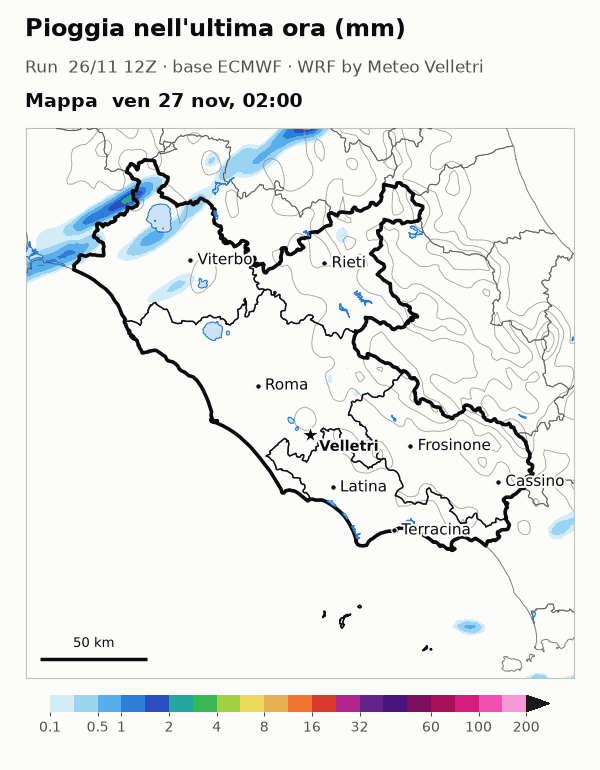 Pioggia nell'ultima ora (mm)
Run  26/11 12Z · base ECMWF · WRF by Meteo Velletri
Mappa  ven 27 nov, 02:00
Viterbo
Rieti
Roma
Velletri
Frosinone
Latina
Cassino
Terracina
50 km
0.1 0.5 1 2 4 8 16 32 60 100 200